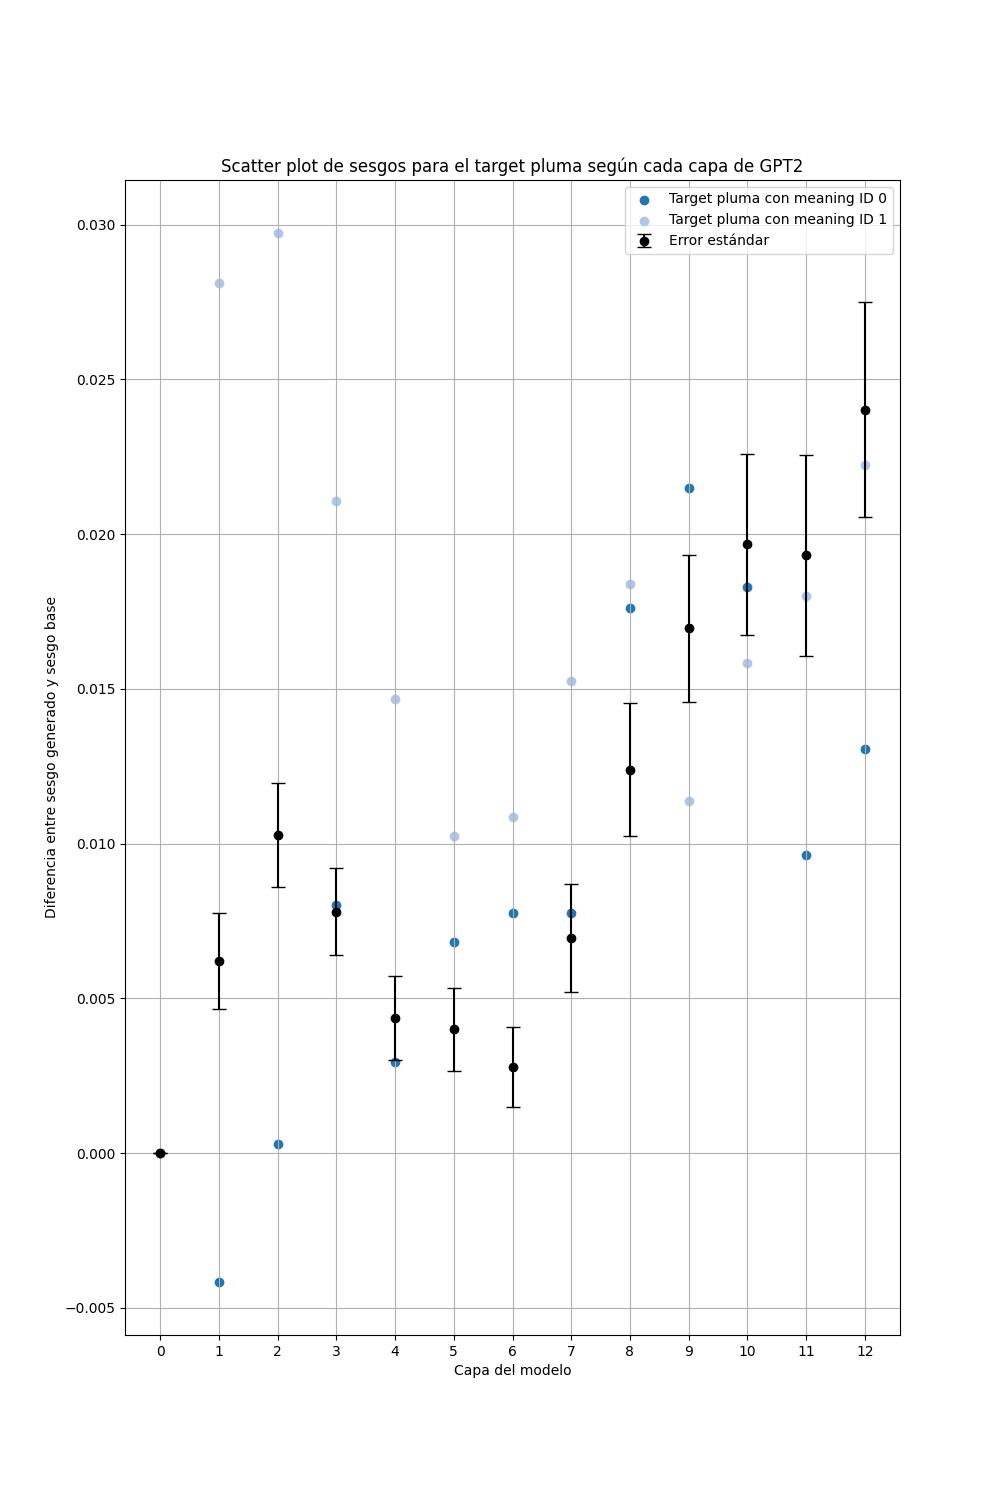 Scatter plot de sesgos para el target pluma según cada capa de GPT2
Target pluma con meaning ID 0
Target pluma con meaning ID 1
Error estándar
0.030
0.025
0.020
0.015
0.010
0.005
0.000
−0.005
Diferencia entre sesgo generado y sesgo base
0 1 2 3 4 5 6 7 8 9 10 11 12
Capa del modelo